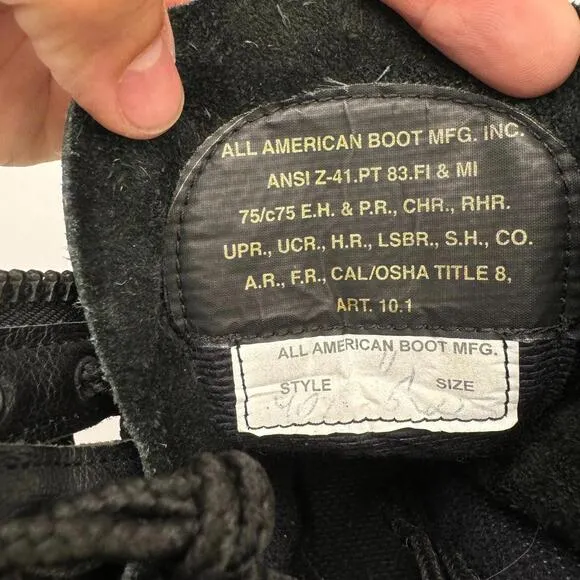 ALL AMERICAN BOOT MFG. INC.
ANSI Z-41.PT 83.FI & MI
75/c75 E.H. & P.R., CHR., RHR.
UPR., UCR., H.R., LSBR., S.H., CO.
A.R., F.R., CAL/OSHA TITLE 8,
ART. 10.1
ALL AMERICAN BOOT MFG.
STYLE SIZE